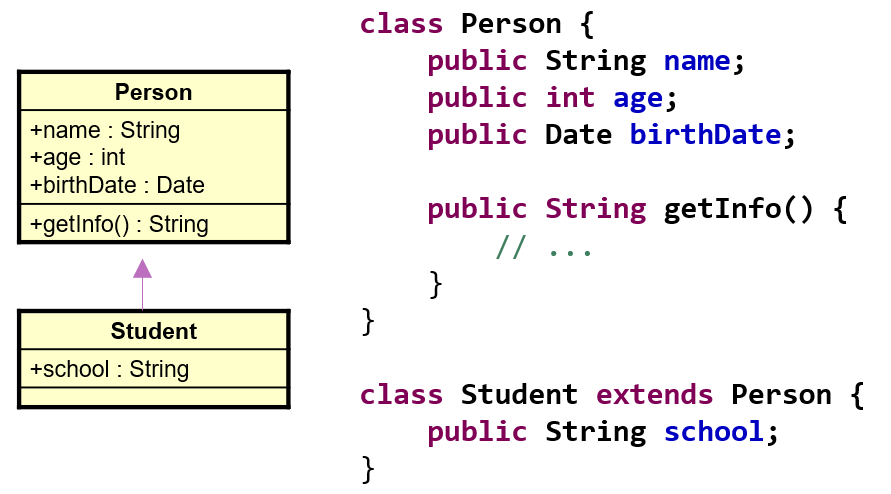 Person
+name : String
+age : int
+birthDate : Date
+getInfo() : String
Student
+school : String
class Person {
    public String name;
    public int age;
    public Date birthDate;
    public String getInfo() {
        // ...
    }
}
class Student extends Person {
    public String school;
}